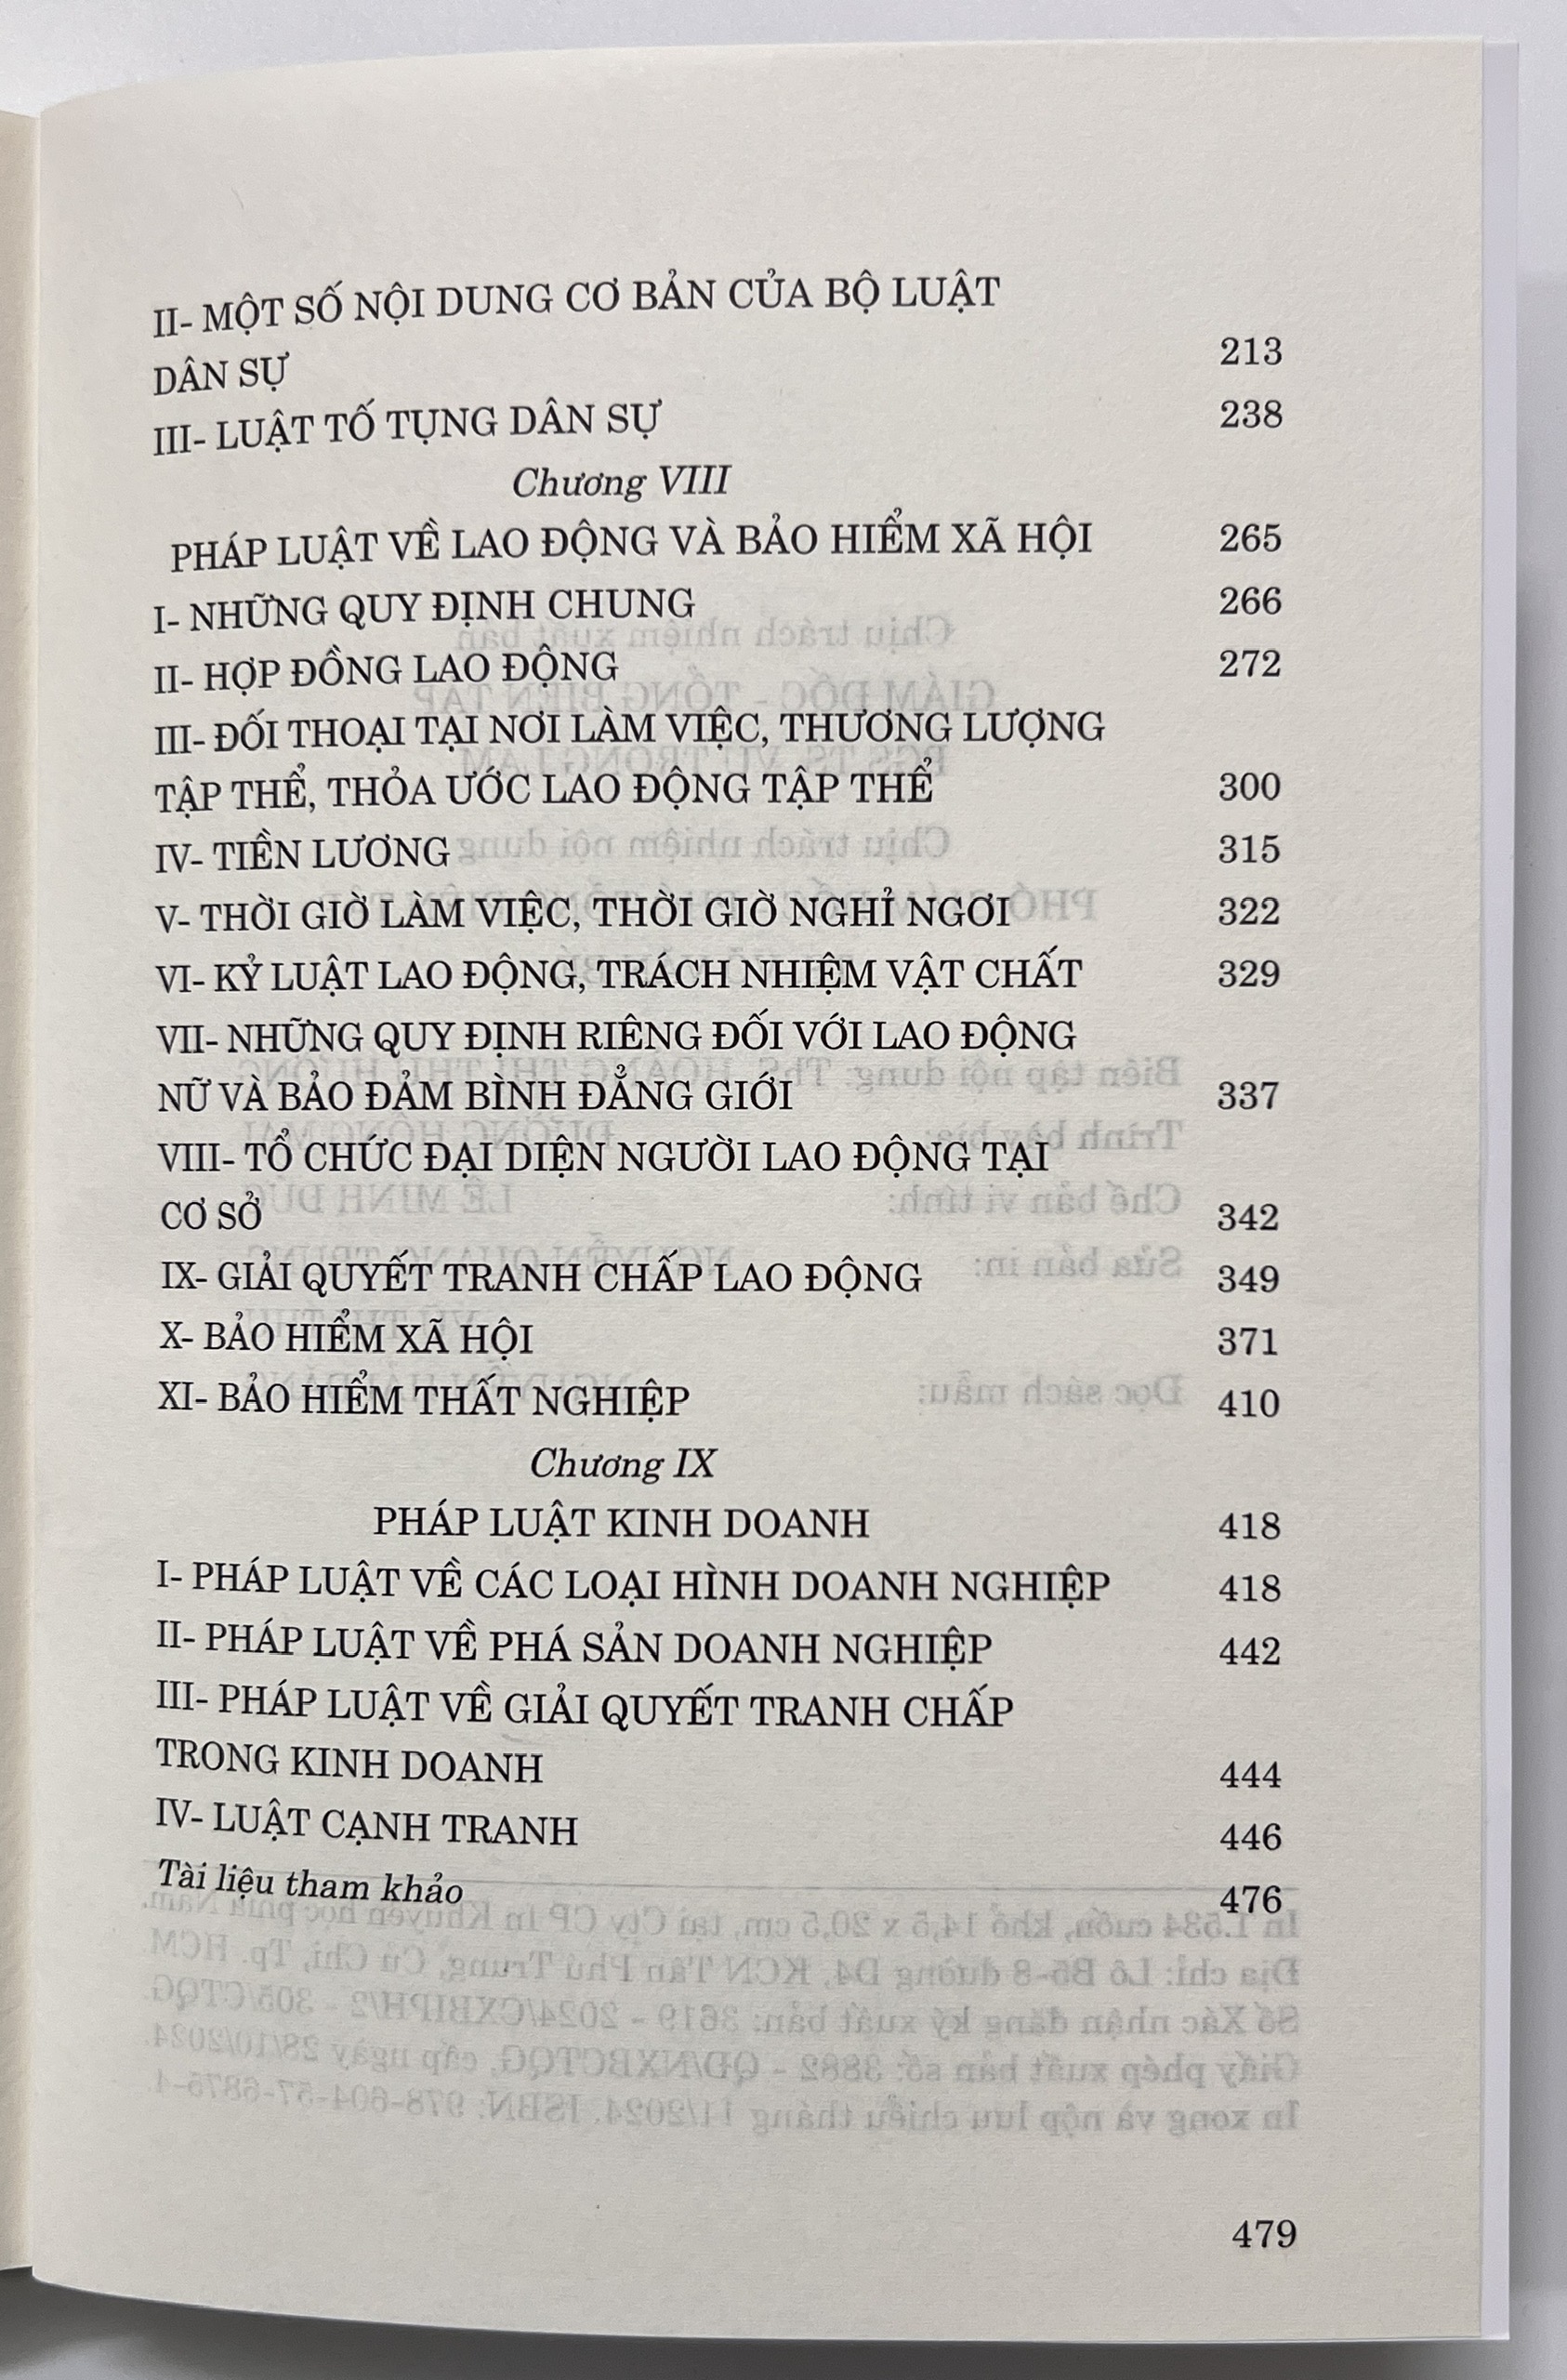 II- MỘT SỐ NỘI DUNG CƠ BẢN CỦA BỘ LUẬT
DÂN SỰ 213
III- LUẬT TỐ TỤNG DÂN SỰ 238
Chương VIII
PHÁP LUẬT VỀ LAO ĐỘNG VÀ BẢO HIỂM XÃ HỘI 265
I- NHỮNG QUY ĐỊNH CHUNG 266
II- HỢP ĐỒNG LAO ĐỘNG 272
III- ĐỐI THOẠI TẠI NƠI LÀM VIỆC, THƯƠNG LƯỢNG
TẬP THỂ, THỎA ƯỚC LAO ĐỘNG TẬP THỂ 300
IV- TIỀN LƯƠNG 315
V- THỜI GIỜ LÀM VIỆC, THỜI GIỜ NGHỈ NGƠI 322
VI- KỶ LUẬT LAO ĐỘNG, TRÁCH NHIỆM VẬT CHẤT 329
VII- NHỮNG QUY ĐỊNH RIÊNG ĐỐI VỚI LAO ĐỘNG
NỮ VÀ BẢO ĐẢM BÌNH ĐẲNG GIỚI 337
VIII- TỔ CHỨC ĐẠI DIỆN NGƯỜI LAO ĐỘNG TẠI
CƠ SỞ 342
IX- GIẢI QUYẾT TRANH CHẤP LAO ĐỘNG 349
X- BẢO HIỂM XÃ HỘI 371
XI- BẢO HIỂM THẤT NGHIỆP 410
Chương IX
PHÁP LUẬT KINH DOANH 418
I- PHÁP LUẬT VỀ CÁC LOẠI HÌNH DOANH NGHIỆP 418
II- PHÁP LUẬT VỀ PHÁ SẢN DOANH NGHIỆP 442
III- PHÁP LUẬT VỀ GIẢI QUYẾT TRANH CHẤP
TRONG KINH DOANH 444
IV- LUẬT CẠNH TRANH 446
Tài liệu tham khảo 476
479